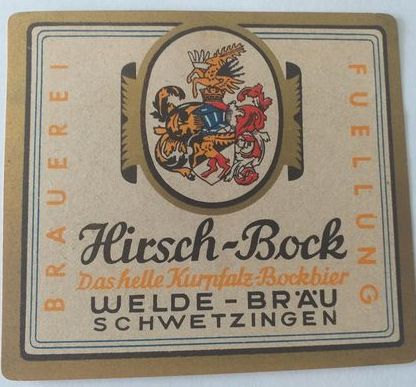 BRAUEREI
FUELLUNG
Hirsch-Bock
Das helle Kurpfalz-Bockbier
WELDE-BRÄU
SCHWETZINGEN